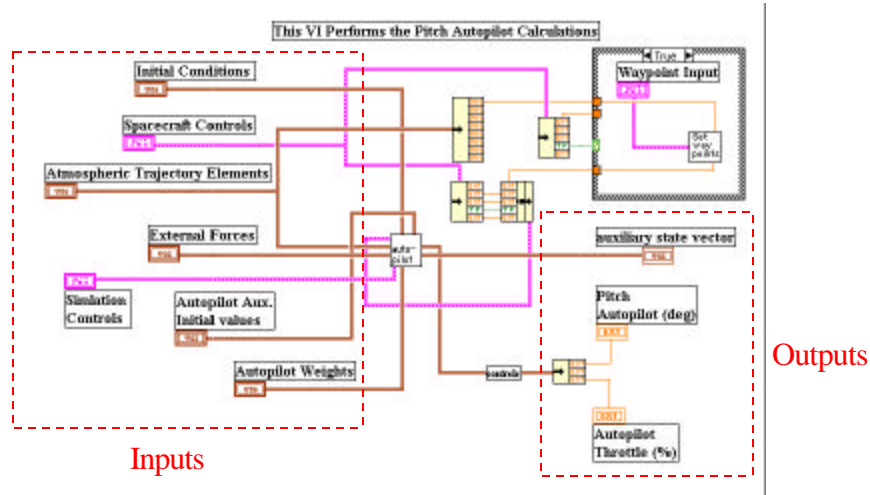 This VI Performs the Pitch Autopilot Calculations
True
Initial Conditions
Waypoint Input
Spacecraft Controls
Set
way
points
Atmospheric Trajectory Elements
External Forces
auto-
pilot
auxiliary state vector
Simlation
Controls
Autopilot Aux.
Initial values
Pitch
Autopilot (deg)
Autopilot Weights
controls
Autopilot
Throttle (%)
Inputs
Outputs